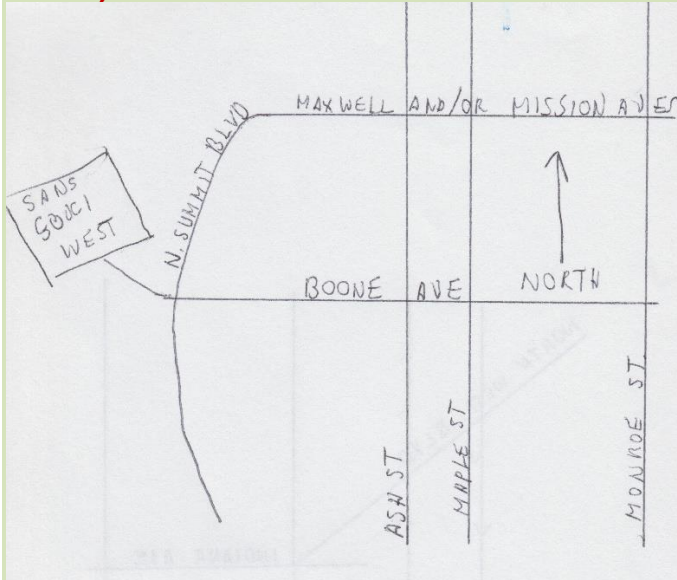 MAXWELL AND/OR MISSION AVES
N. SUMMIT BLVD
SANS
SOUCI
WEST
NORTH
BOONE AVE
ASH ST
MAPLE ST
MONROE ST.